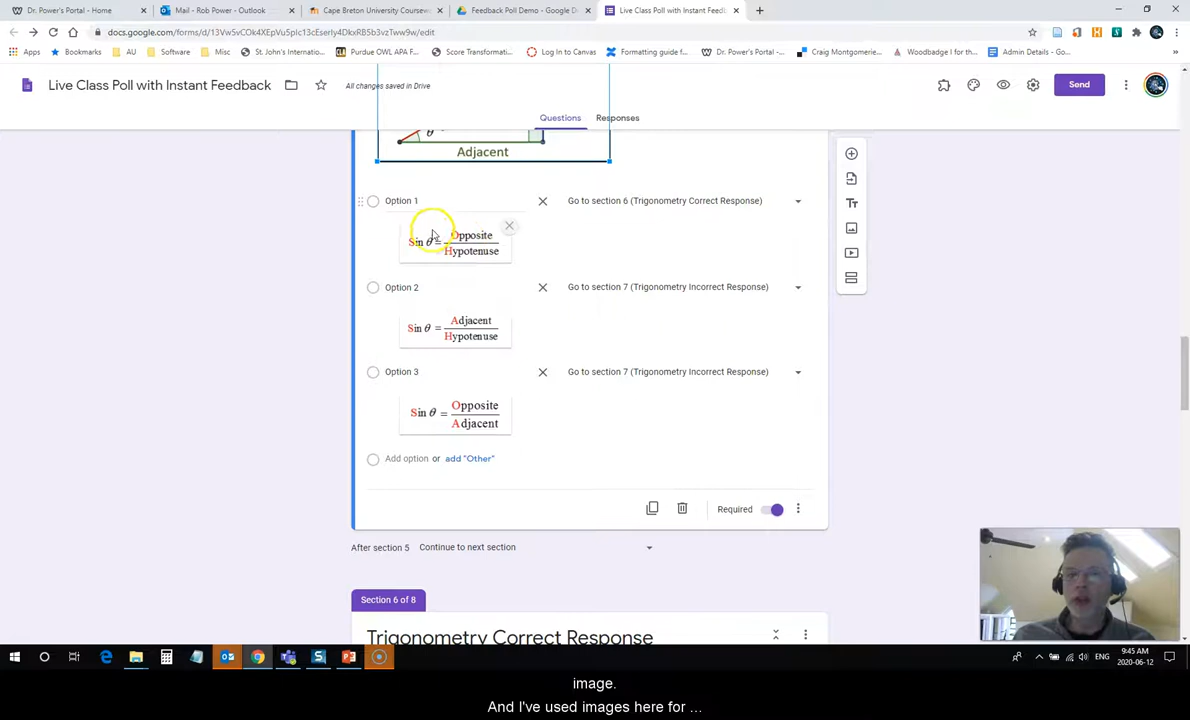 Dr. Power's Portal - Home
Mail - Rob Power - Outlook
Cape Breton University Coursew
Feedback Poll Demo - Google D
Live Class Poll with Instant Feedb
docs.google.com/forms/d/13Vw5vCOk4XEpU5pIc13cEserIy4DkxRB5b3vzTww9zk/edit
Apps
Bookmarks
AU
Software
Misc
St. John's Internatio...
Purdue OWL APA F...
Score Transformati...
Log In to Canvas
Formatting guide f...
Dr. Power's Portal -...
Craig Montgomerie...
Woodbadge I for th...
Admin Details - Go...
Live Class Poll with Instant Feedback
All changes saved in Drive
Send
Questions
Responses
θ
Adjacent
Option 1
Go to section 6 (Trigonometry Correct Response)
Sin θ = Opposite
Hypotenuse
Option 2
Go to section 7 (Trigonometry Incorrect Response)
Sin θ = Adjacent
Hypotenuse
Option 3
Go to section 7 (Trigonometry Incorrect Response)
Sin θ = Opposite
Adjacent
Add option or add "Other"
Required
After section 5 Continue to next section
Section 6 of 8
Trigonometry Correct Response
ENG
9:45 AM
2020-06-12
image.
And I've used images here for ...